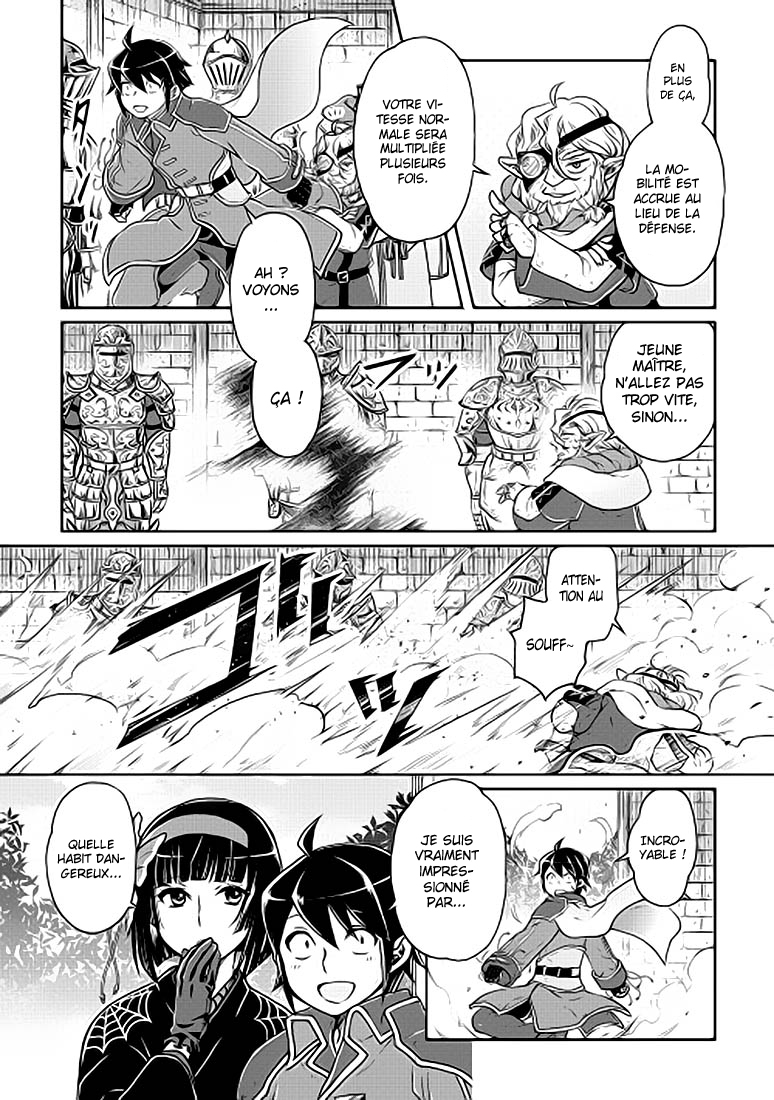 EN
PLUS
DE ÇA,
LA MO-
BILITÉ EST
ACCRUE AU
LIEU DE LA
DÉFENSE.
VOTRE VI-
TESSE NOR-
MALE SERA
MULTIPLIÉE
PLUSIEURS
FOIS.
AH ?
VOYONS
...
ÇA !
JEUNE
MAÎTRE,
N'ALLEZ PAS
TROP VITE,
SINON...
ATTEN-
TION AU
SOUFF~
INCRO-
YABLE !
JE SUIS
VRAIMENT
IMPRES-
SIONNÉ
PAR...
QUELLE
HABIT DAN-
GEREUX...